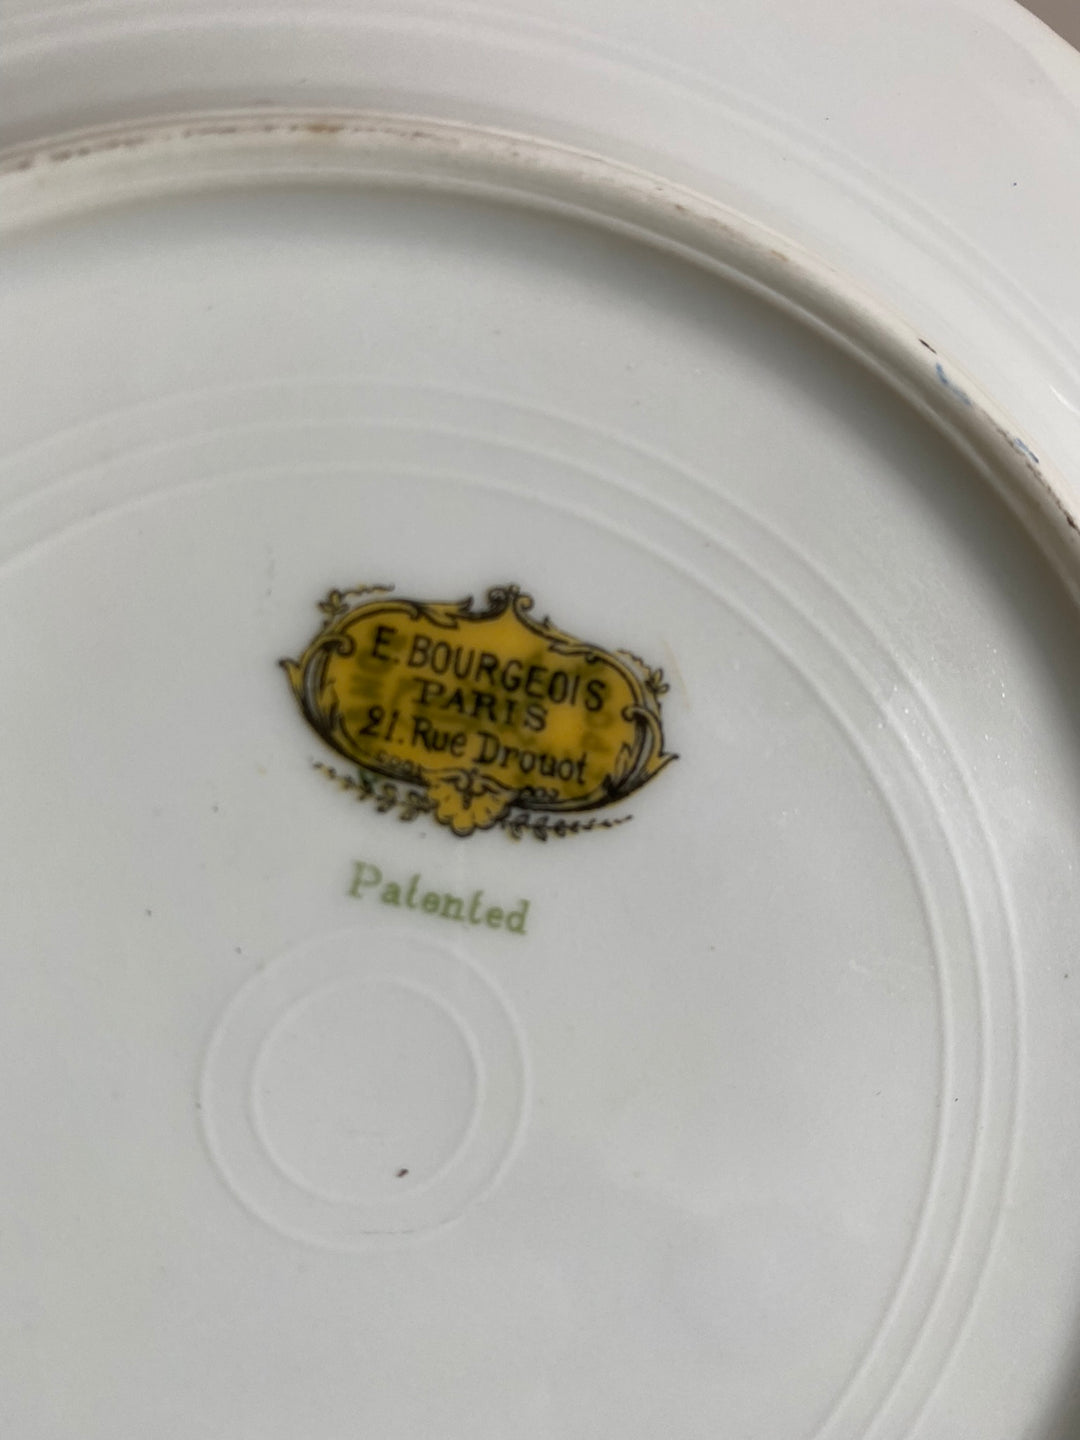 E. BOURGEOIS
PARIS
21. Rue Drouot
Patented